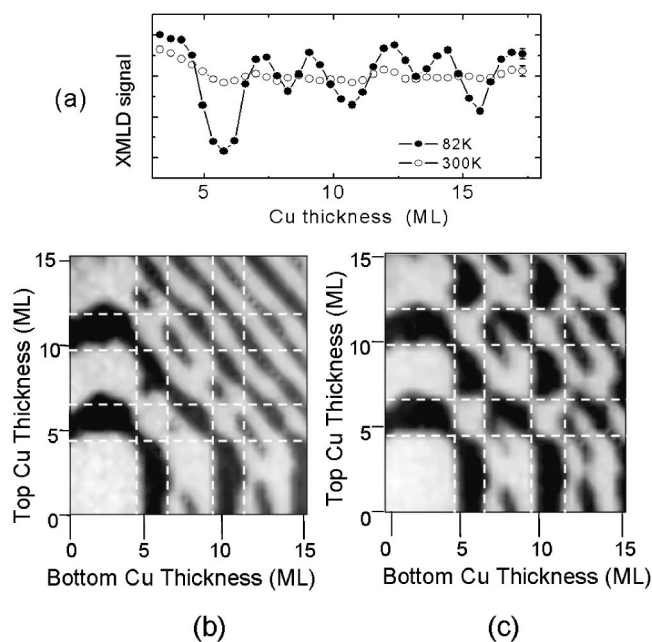 (a)
XMLD signal
82K
300K
5
10
15
Cu thickness (ML)
15
10
5
0
Top Cu Thickness (ML)
0
5
10
15
Bottom Cu Thickness (ML)
(b)
15
10
5
0
Top Cu Thickness (ML)
0
5
10
15
Bottom Cu Thickness (ML)
(c)